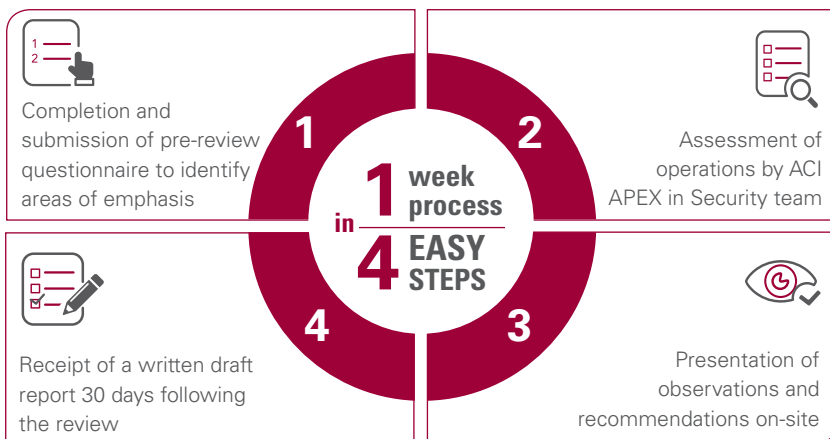 1
2
Completion and
submission of pre-review
questionnaire to identify
areas of emphasis
1
2
Assessment of
operations by ACI
APEX in Security team
1 week
process
in
4 EASY
STEPS
4
Receipt of a written draft
report 30 days following
the review
3
Presentation of
observations and
recommendations on-site